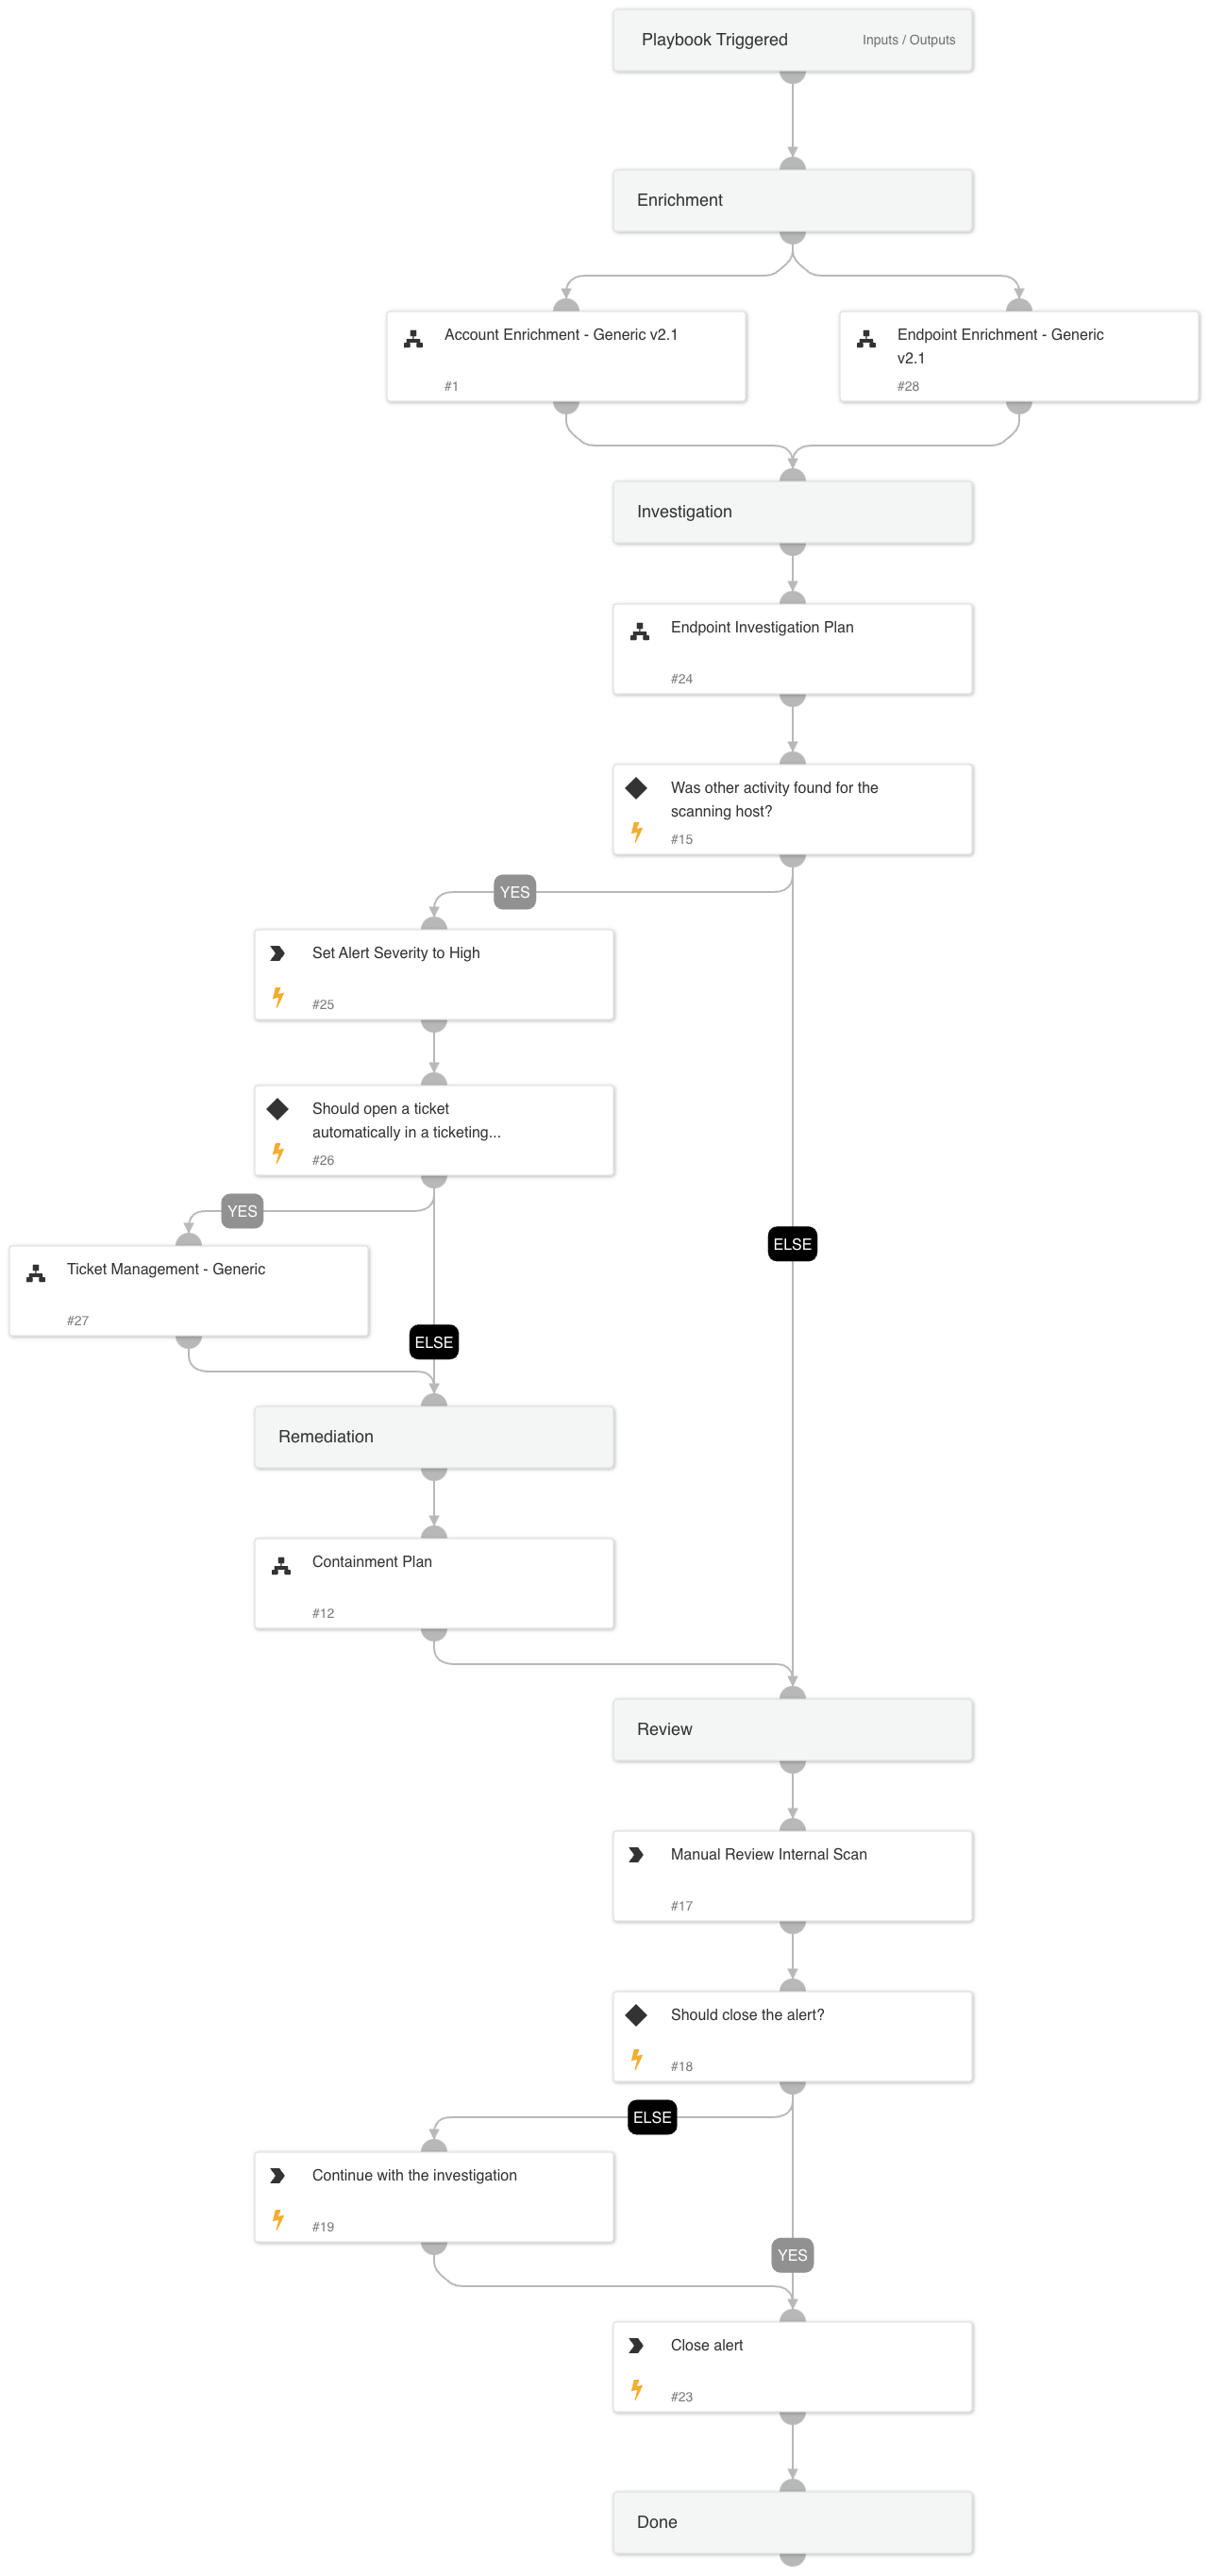 Playbook Triggered Inputs / Outputs
Enrichment
Account Enrichment - Generic v2.1
#1
Endpoint Enrichment - Generic
v2.1
#28
Investigation
Endpoint Investigation Plan
#24
Was other activity found for the
scanning host?
#15
YES
Set Alert Severity to High
#25
Should open a ticket
automatically in a ticketing...
#26
YES
ELSE
Ticket Management - Generic
#27
ELSE
Remediation
Containment Plan
#12
Review
Manual Review Internal Scan
#17
Should close the alert?
#18
ELSE
Continue with the investigation
#19
YES
Close alert
#23
Done